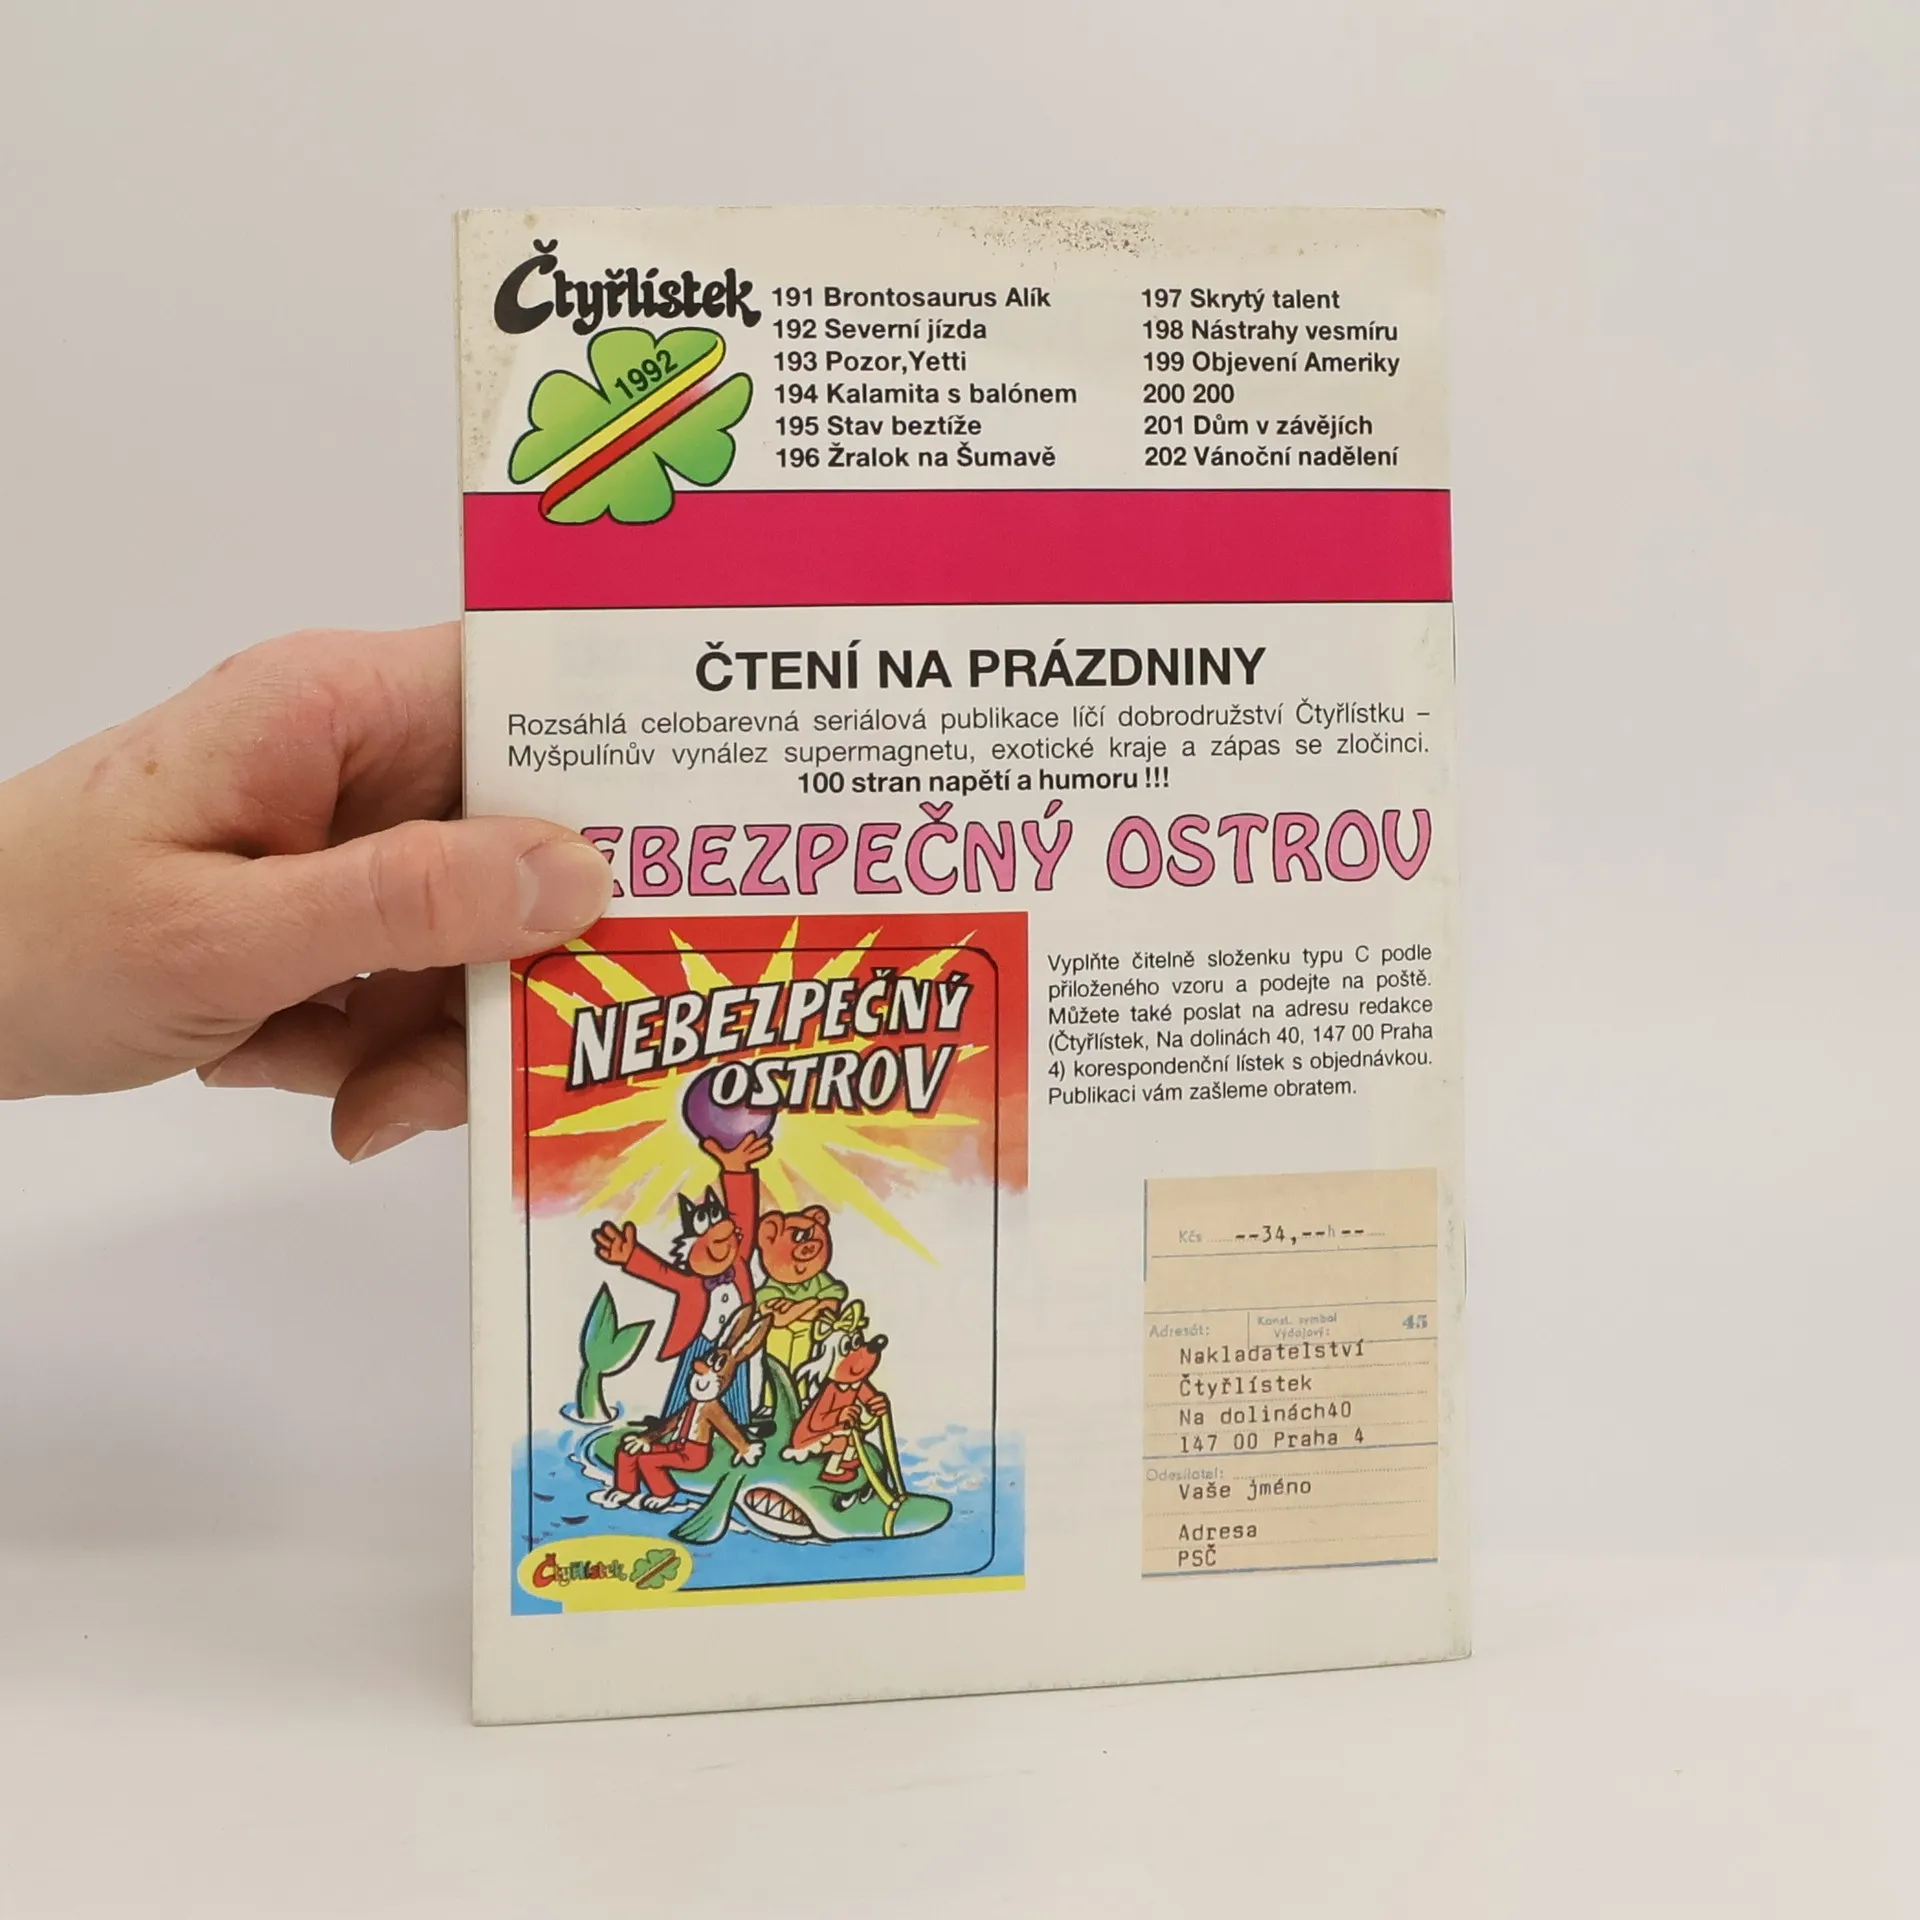 Čtyřlístek
1992
191 Brontosaurus Alík
192 Severní jízda
193 Pozor,Yetti
194 Kalamita s balónem
195 Stav beztíže
196 Žralok na Šumavě
197 Skrytý talent
198 Nástrahy vesmíru
199 Objevení Ameriky
200 200
201 Dům v závějích
202 Vánoční nadělení
ČTENÍ NA PRÁZDNINY
Rozsáhlá celobarevná seriálová publikace líčí dobrodružství Čtyřlístku –
Myšpulínův vynález supermagnetu, exotické kraje a zápas se zločinci.
100 stran napětí a humoru !!!
EBEZPEČNÝ OSTROV
NEBEZPEČNÝ
OSTROV
Čtyřlístek
Vyplňte čitelně složenku typu C podle
přiloženého vzoru a podejte na poště.
Můžete také poslat na adresu redakce
(Čtyřlístek, Na dolinách 40, 147 00 Praha
4) korespondenční lístek s objednávkou.
Publikaci vám zašleme obratem.
Kčs --34,--h--
Adresát: Konst. symbol 45
Výdajový:
Nakladatelství
Čtyřlístek
Na dolinách40
147 00 Praha 4
Odesílatel:
Vaše jméno
Adresa
PSČ